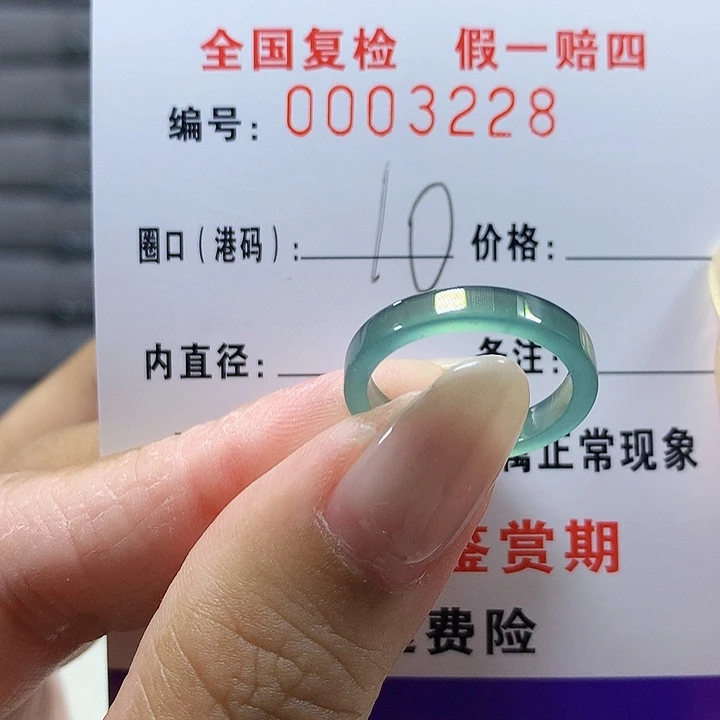 全国复检 假一赔四
编号: 0003228
圈口(港码): 10 价格:
内直径: 备注:
正常现象
鉴赏期
费险